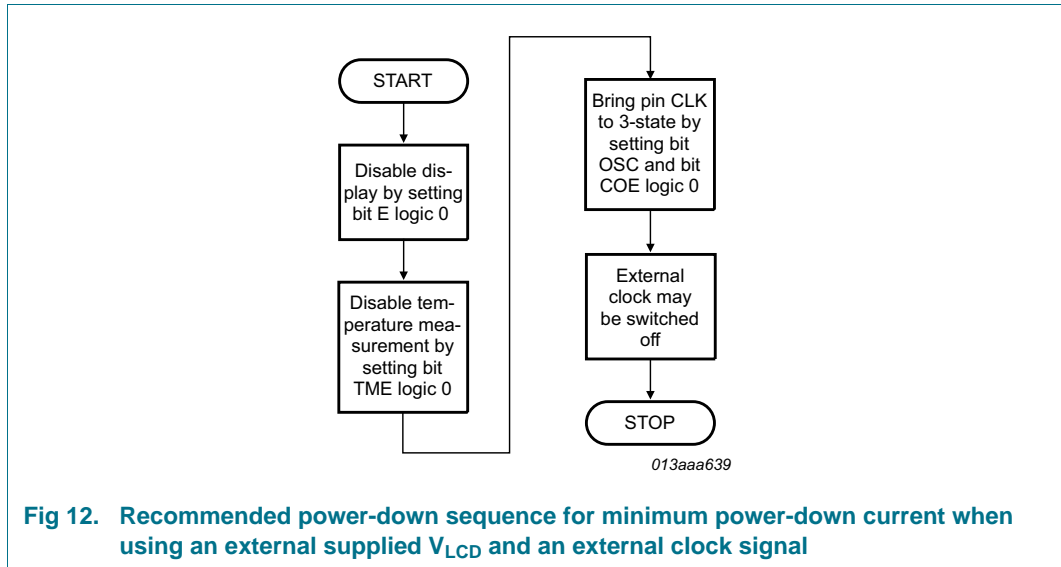 START
Disable dis-
play by setting
bit E logic 0
Disable tem-
perature mea-
surement by
setting bit
TME logic 0
Bring pin CLK
to 3-state by
setting bit
OSC and bit
COE logic 0
External
clock may
be switched
off
STOP
013aaa639
Fig 12. Recommended power-down sequence for minimum power-down current when
using an external supplied VLCD and an external clock signal